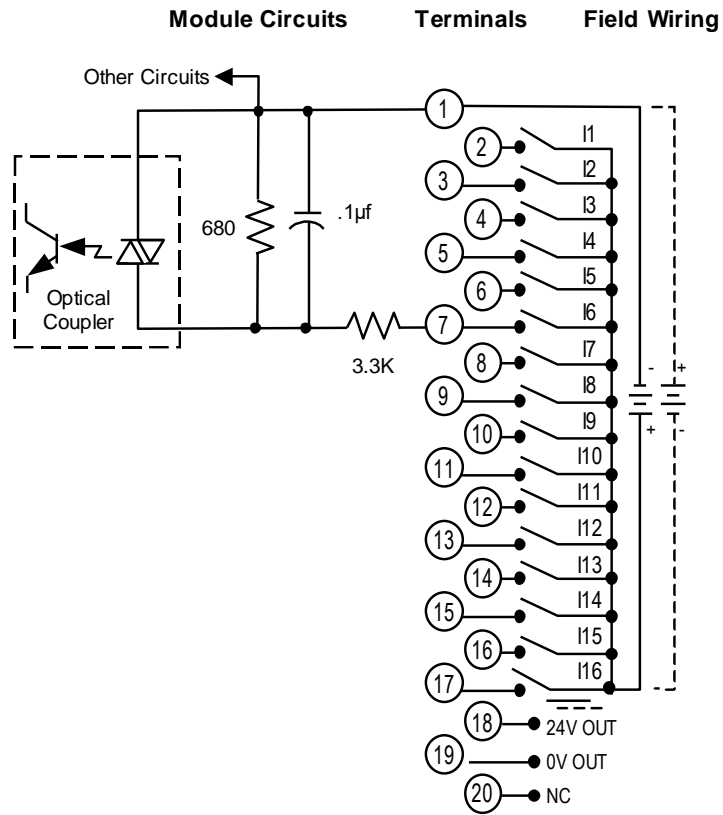 Module Circuits
Terminals
Field Wiring
Other Circuits
1
2
I1
3
I2
4
I3
680
.1µf
5
I4
6
I5
Optical
Coupler
7
I6
3.3K
8
I7
- +
9
I8
+ -
10
I9
11
I10
12
I11
13
I12
14
I13
15
I14
16
I15
17
I16
18
24V OUT
19
0V OUT
20
NC